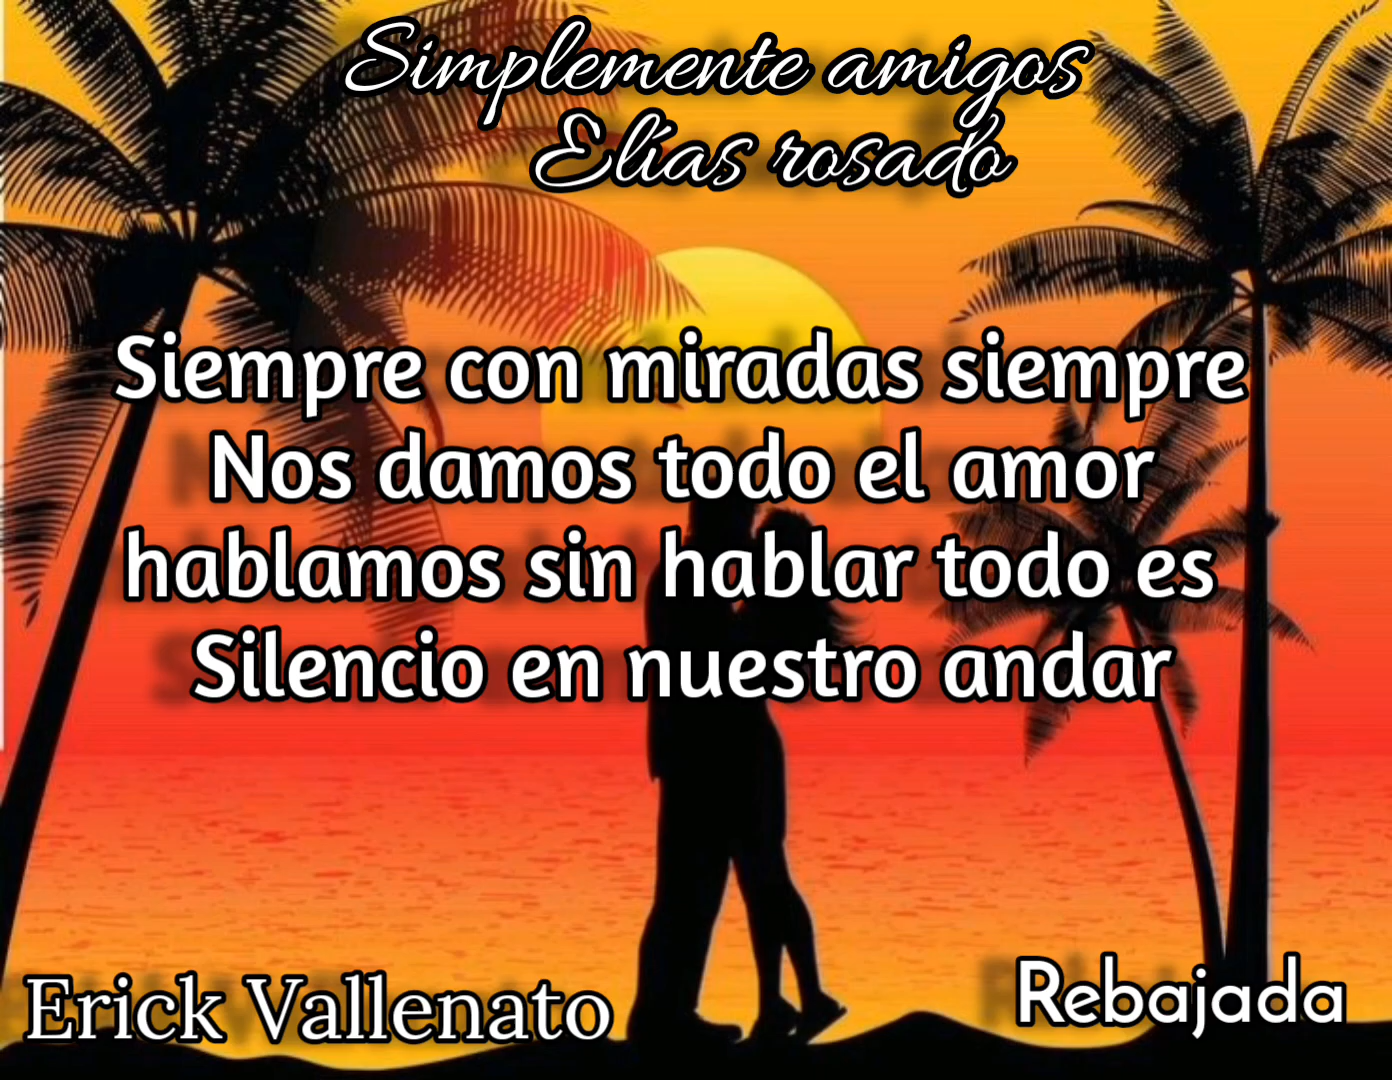 Simplemente amigos
Elías rosado
Siempre con miradas siempre
Nos damos todo el amor
hablamos sin hablar todo es
Silencio en nuestro andar
Erick Vallenato
Rebajada